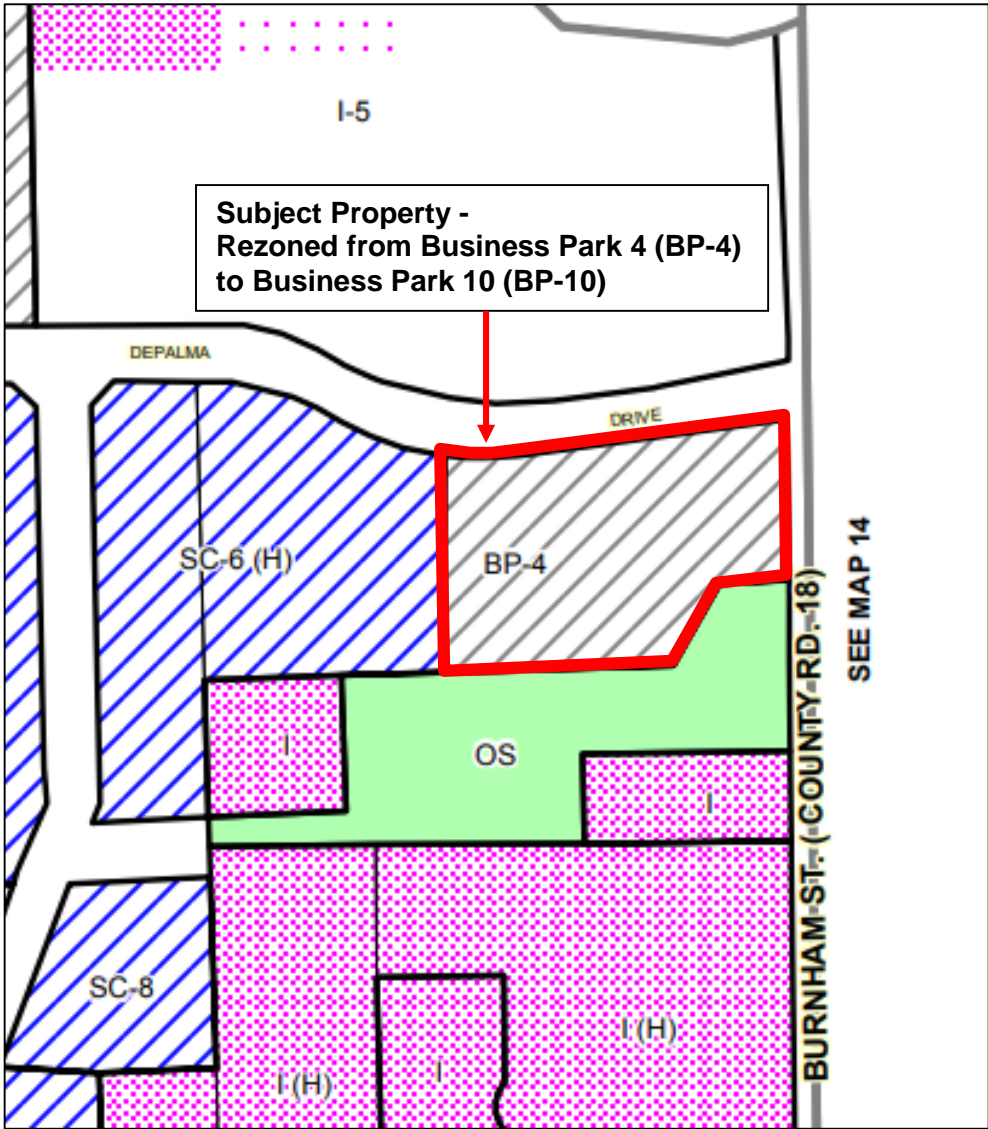 I-5
Subject Property -
Rezoned from Business Park 4 (BP-4)
to Business Park 10 (BP-10)
DEPALMA
DRIVE
SC-6 (H)
BP-4
SEE MAP 14
BURNHAM ST. (COUNTY RD. 18)
I
OS
I
SC-8
I (H)
I
I (H)